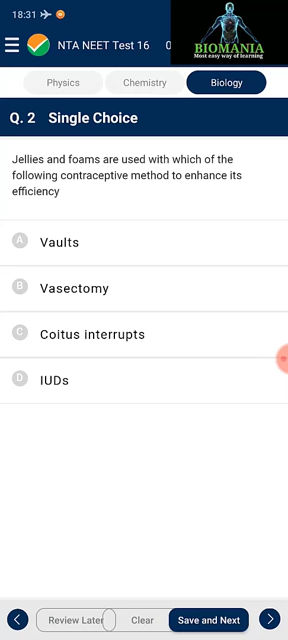 18:31
BIOMANIA
Most easy way of learning
NTA NEET Test 16 0
Physics Chemistry Biology
Q. 2 Single Choice
Jellies and foams are used with which of the
following contraceptive method to enhance its
efficiency
A Vaults
B Vasectomy
C Coitus interrupts
D IUDs
Review Later Clear Save and Next